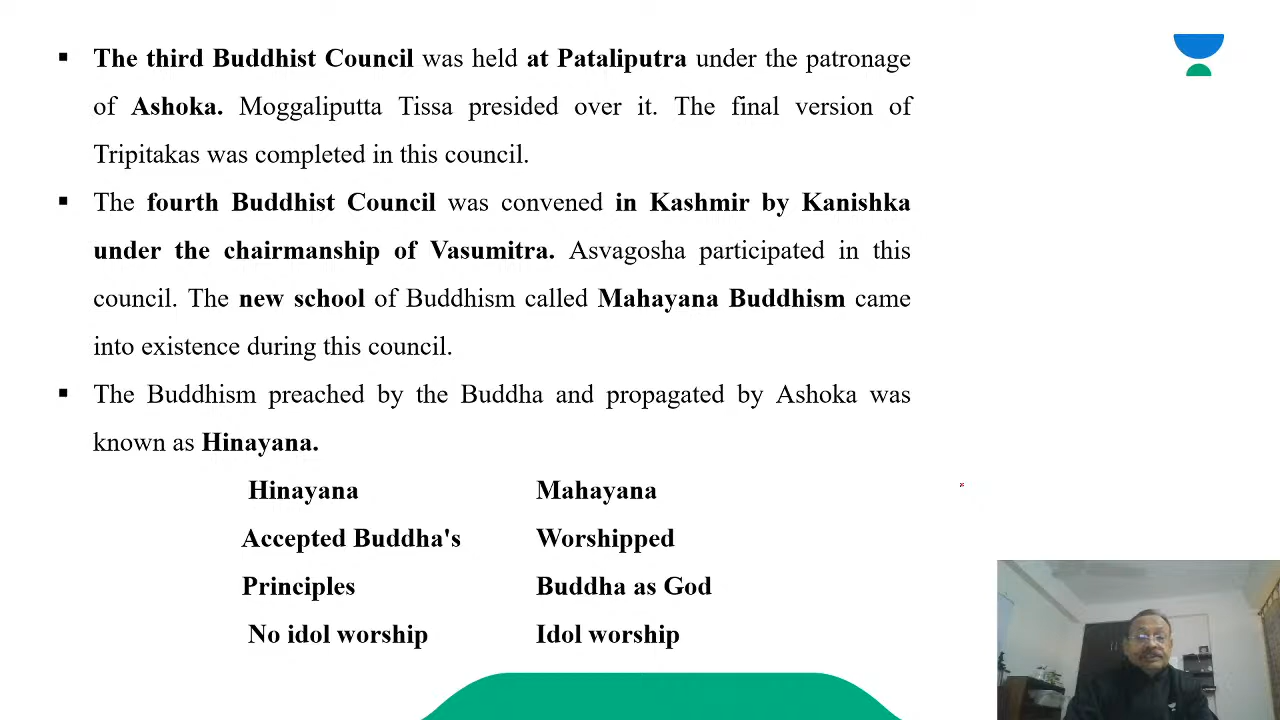 ▪ The third Buddhist Council was held at Pataliputra under the patronage
of Ashoka. Moggaliputta Tissa presided over it. The final version of
Tripitakas was completed in this council.
▪ The fourth Buddhist Council was convened in Kashmir by Kanishka
under the chairmanship of Vasumitra. Asvagosha participated in this
council. The new school of Buddhism called Mahayana Buddhism came
into existence during this council.
▪ The Buddhism preached by the Buddha and propagated by Ashoka was
known as Hinayana.
Hinayana Mahayana
Accepted Buddha's Worshipped
Principles Buddha as God
No idol worship Idol worship